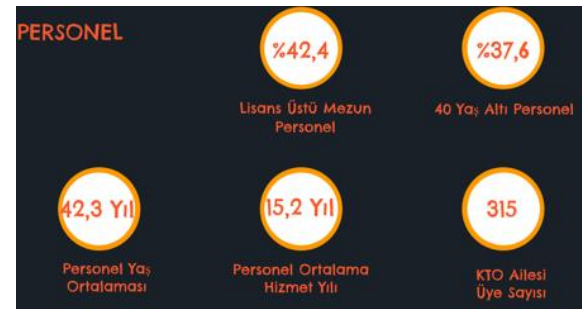 PERSONEL
%42,4
Lisans Üstü Mezun
Personel
%37,6
40 Yaş Altı Personel
42,3 Yıl
Personel Yaş
Ortalaması
15,2 Yıl
Personel Ortalama
Hizmet Yılı
315
KTO Ailesi
Üye Sayısı